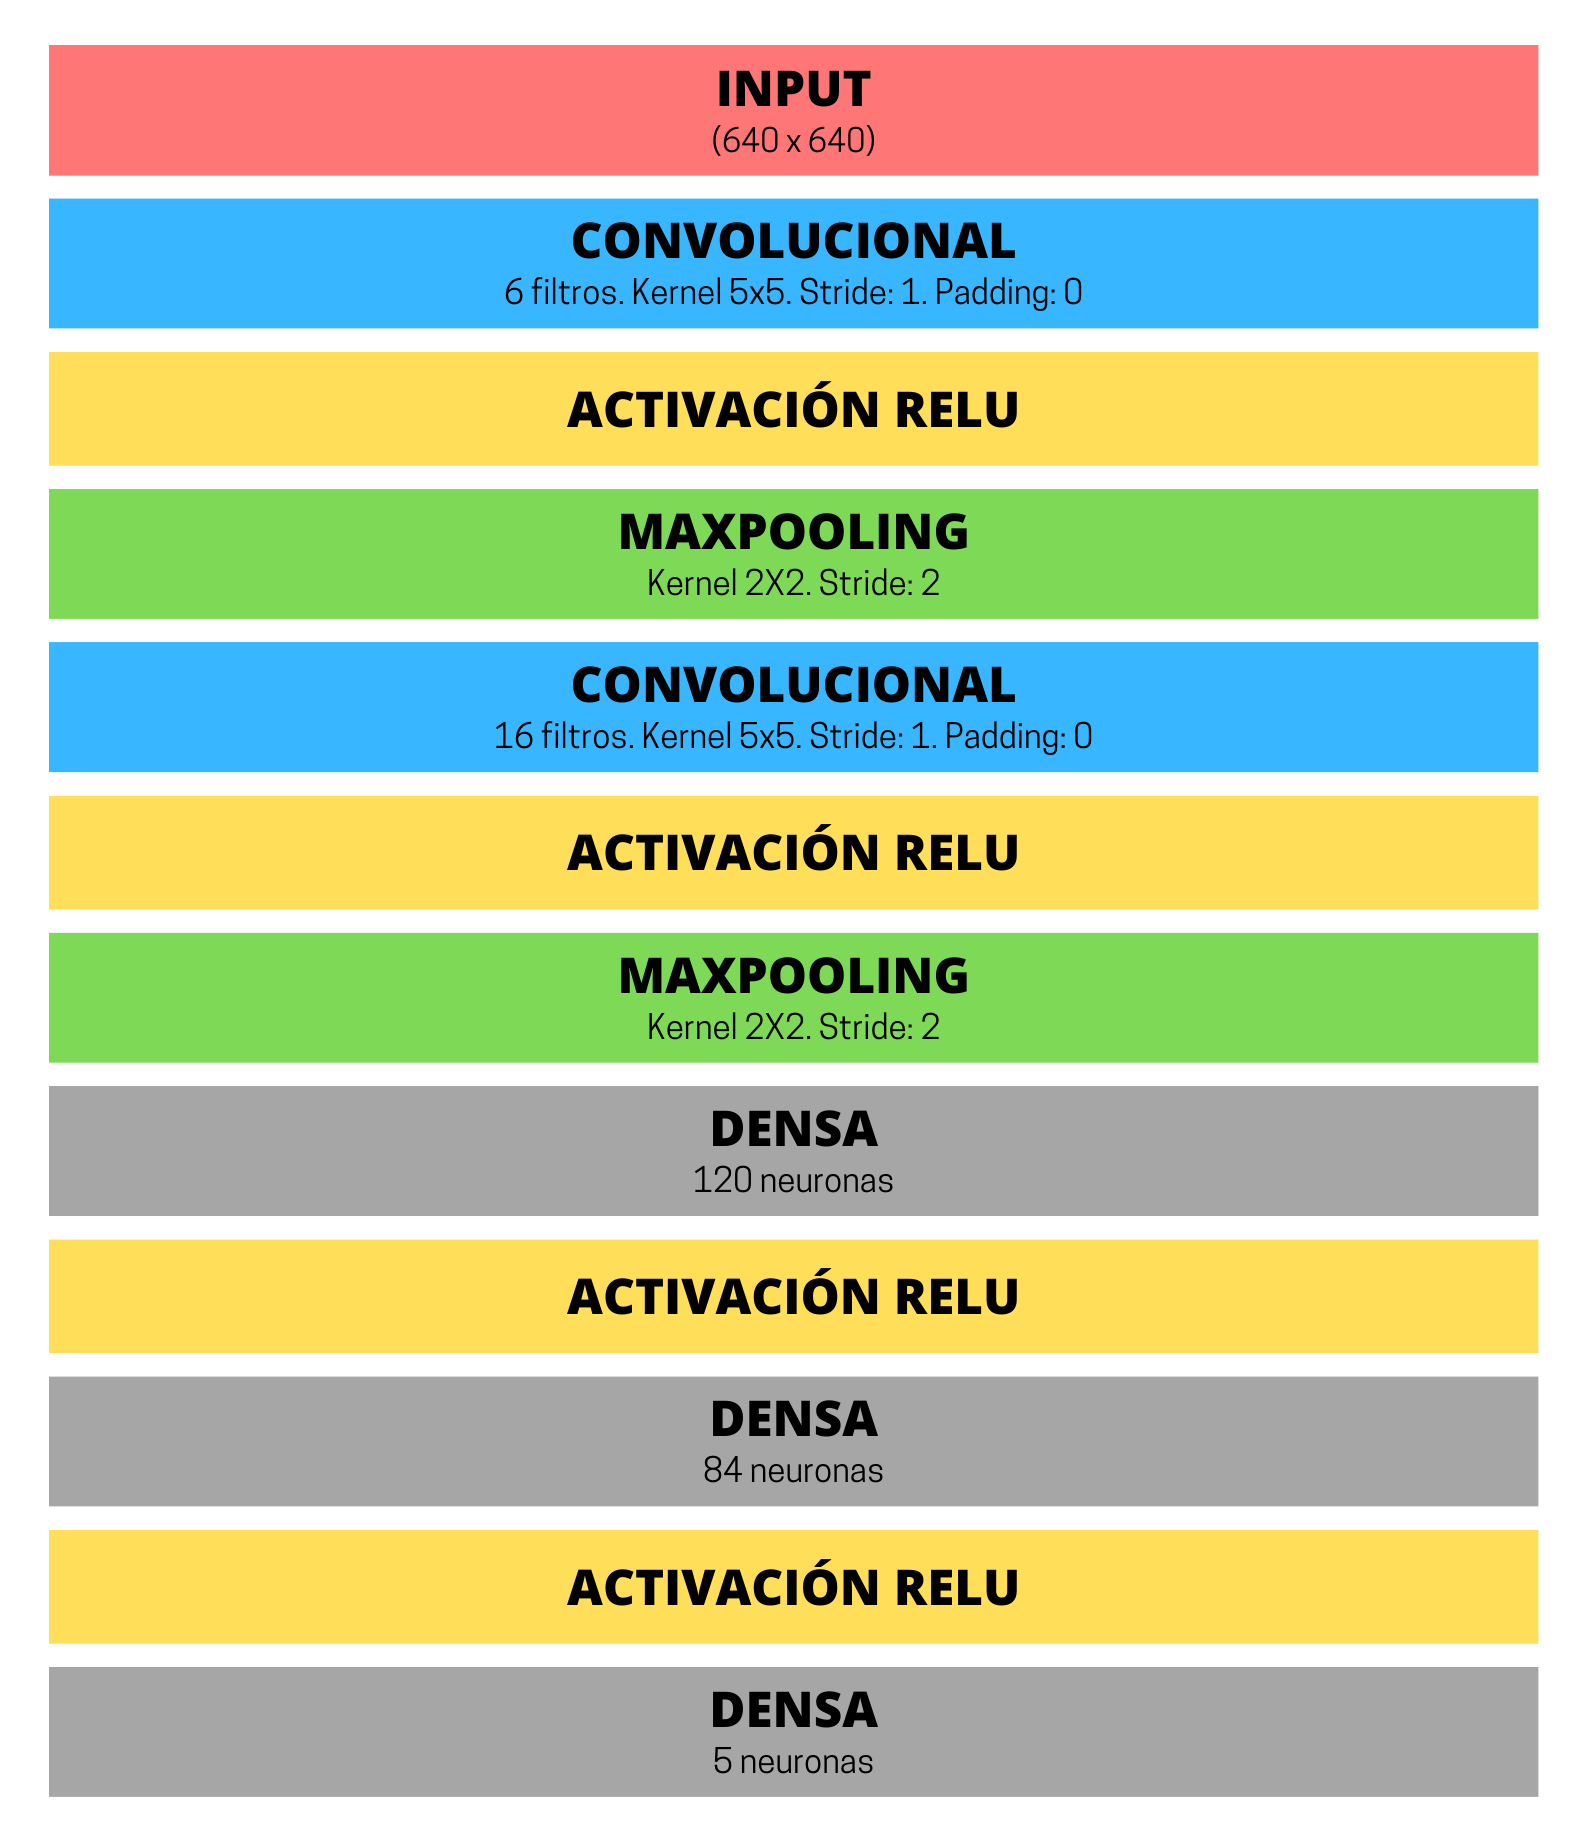 INPUT
(640 x 640)
CONVOLUCIONAL
6 filtros. Kernel 5x5. Stride: 1. Padding: 0
ACTIVACIÓN RELU
MAXPOOLING
Kernel 2X2. Stride: 2
CONVOLUCIONAL
16 filtros. Kernel 5x5. Stride: 1. Padding: 0
ACTIVACIÓN RELU
MAXPOOLING
Kernel 2X2. Stride: 2
DENSA
120 neuronas
ACTIVACIÓN RELU
DENSA
84 neuronas
ACTIVACIÓN RELU
DENSA
5 neuronas